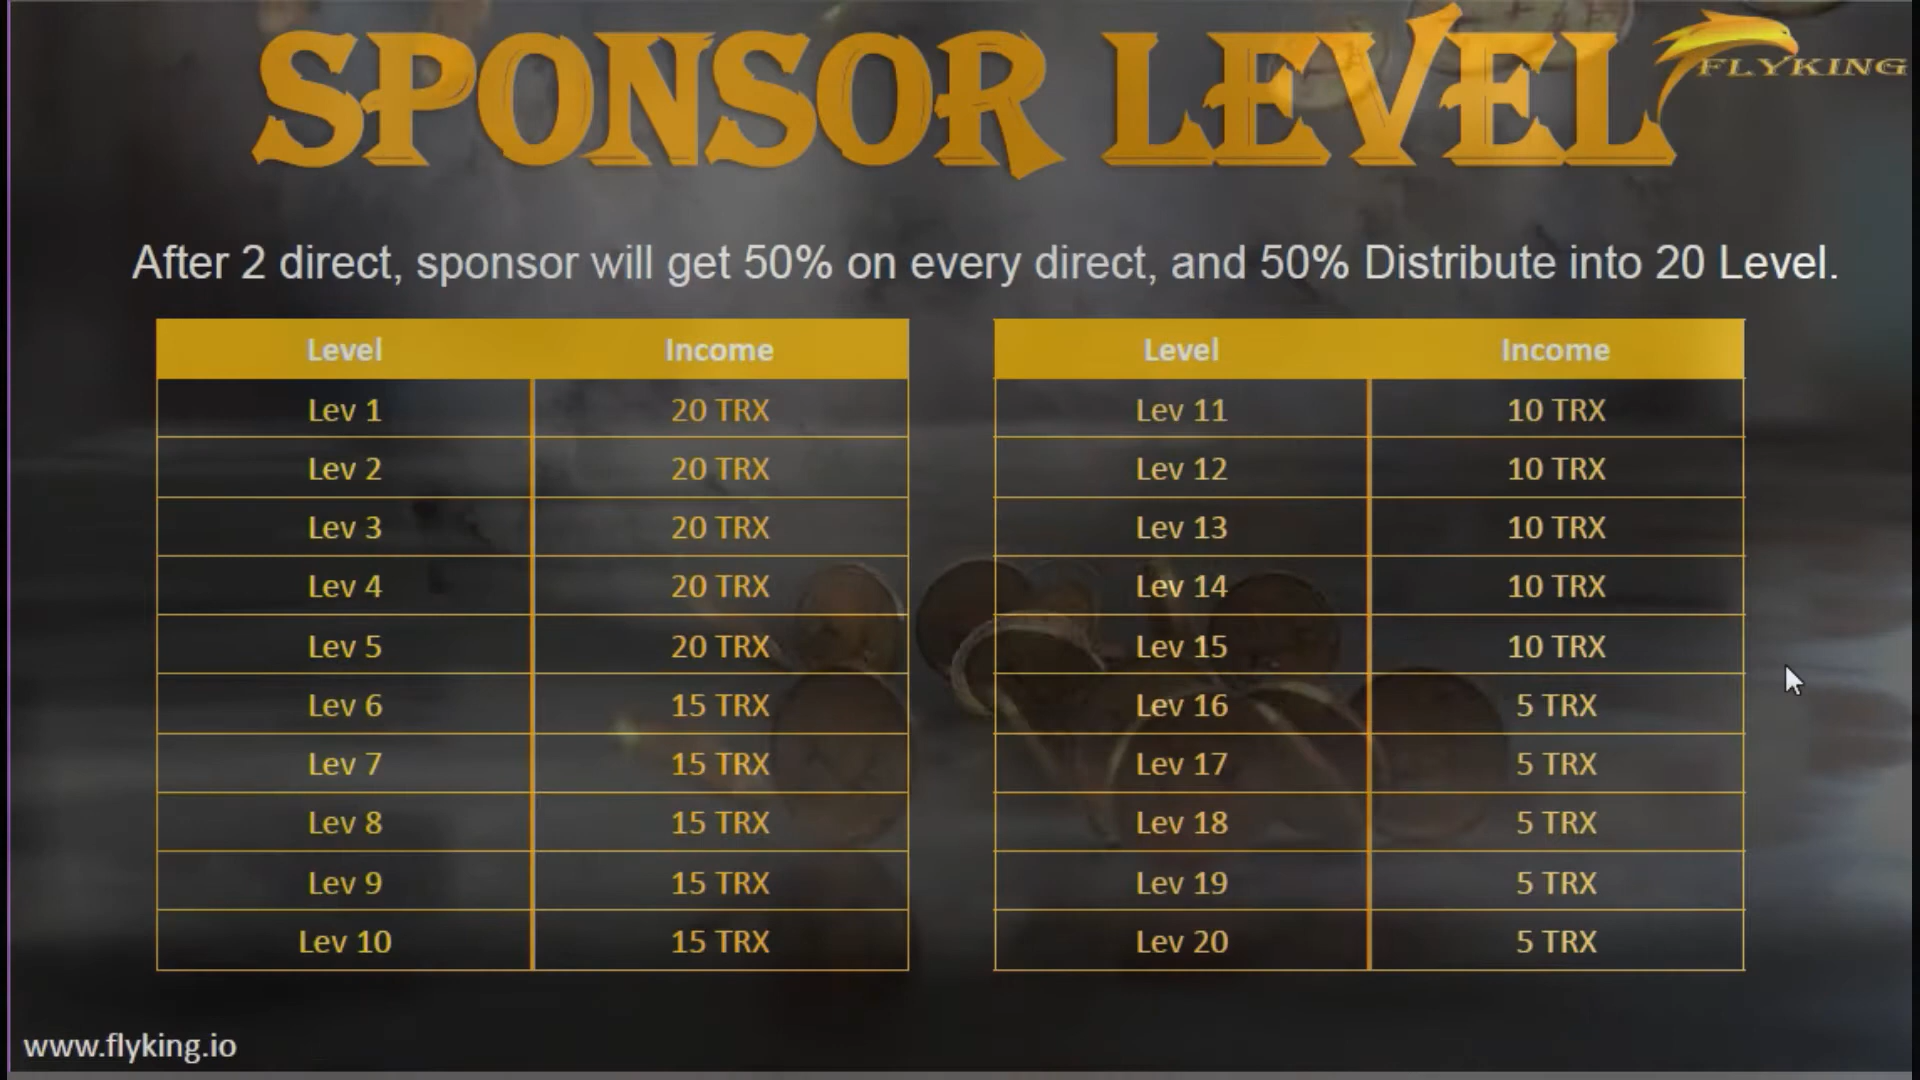 SPONSOR LEVEL
FLYKING
After 2 direct, sponsor will get 50% on every direct, and 50% Distribute into 20 Level.
Level Income
Lev 1 20 TRX
Lev 2 20 TRX
Lev 3 20 TRX
Lev 4 20 TRX
Lev 5 20 TRX
Lev 6 15 TRX
Lev 7 15 TRX
Lev 8 15 TRX
Lev 9 15 TRX
Lev 10 15 TRX
Level Income
Lev 11 10 TRX
Lev 12 10 TRX
Lev 13 10 TRX
Lev 14 10 TRX
Lev 15 10 TRX
Lev 16 5 TRX
Lev 17 5 TRX
Lev 18 5 TRX
Lev 19 5 TRX
Lev 20 5 TRX
www.flyking.io